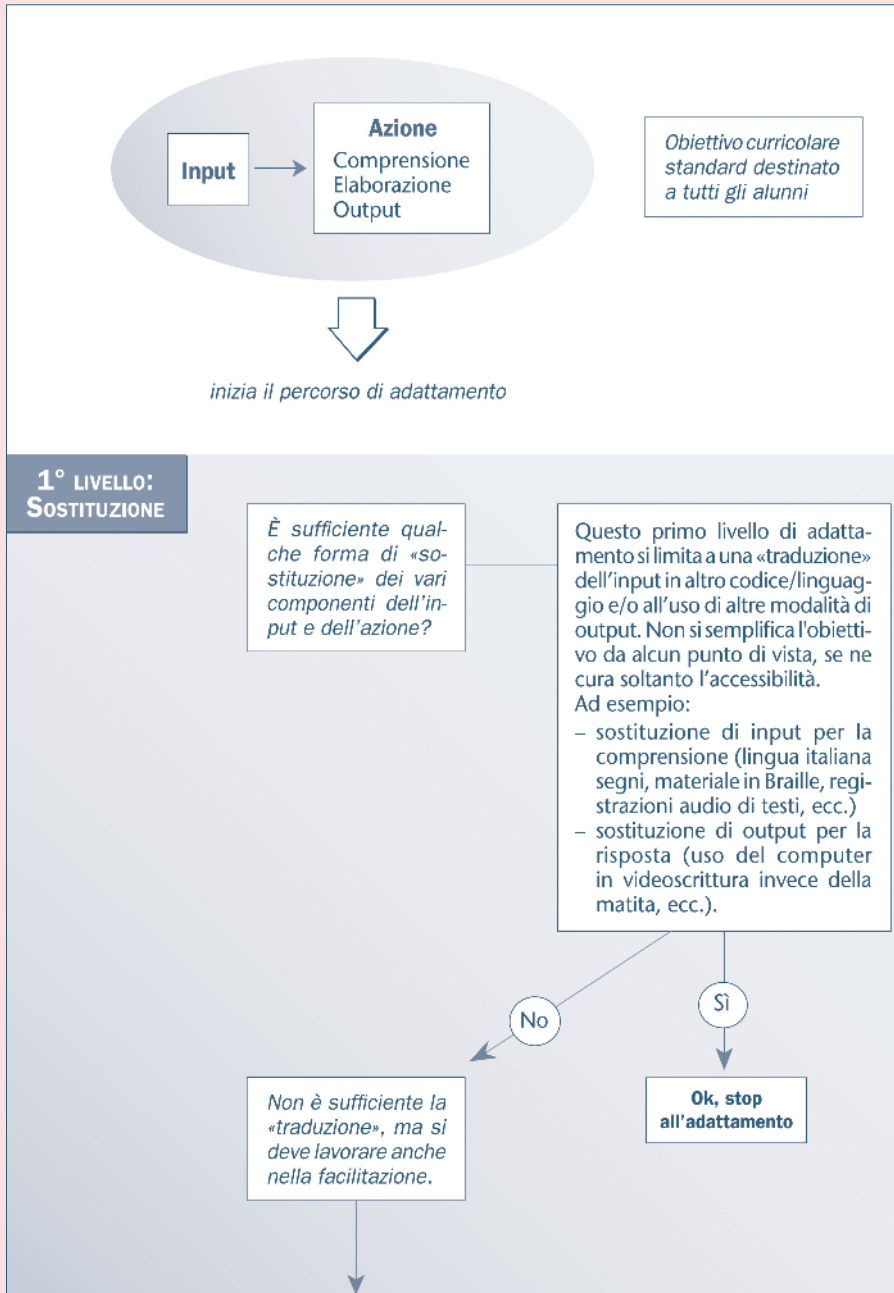 Input
Azione
Comprensione
Elaborazione
Output
Obiettivo curricolare
standard destinato
a tutti gli alunni
inizia il percorso di adattamento
1° LIVELLO:
SOSTITUZIONE
È sufficiente qual-
che forma di «so-
stituzione» dei vari
componenti dell'in-
put e dell'azione?
Questo primo livello di adatta-
mento si limita a una «traduzione»
dell'input in altro codice/linguag-
gio e/o all'uso di altre modalità di
output. Non si semplifica l'obietti-
vo da alcun punto di vista, se ne
cura soltanto l'accessibilità.
Ad esempio:
– sostituzione di input per la
comprensione (lingua italiana
segni, materiale in Braille, regi-
strazioni audio di testi, ecc.)
– sostituzione di output per la
risposta (uso del computer
in videoscrittura invece della
matita, ecc.).
No
Sì
Non è sufficiente la
«traduzione», ma si
deve lavorare anche
nella facilitazione.
Ok, stop
all'adattamento